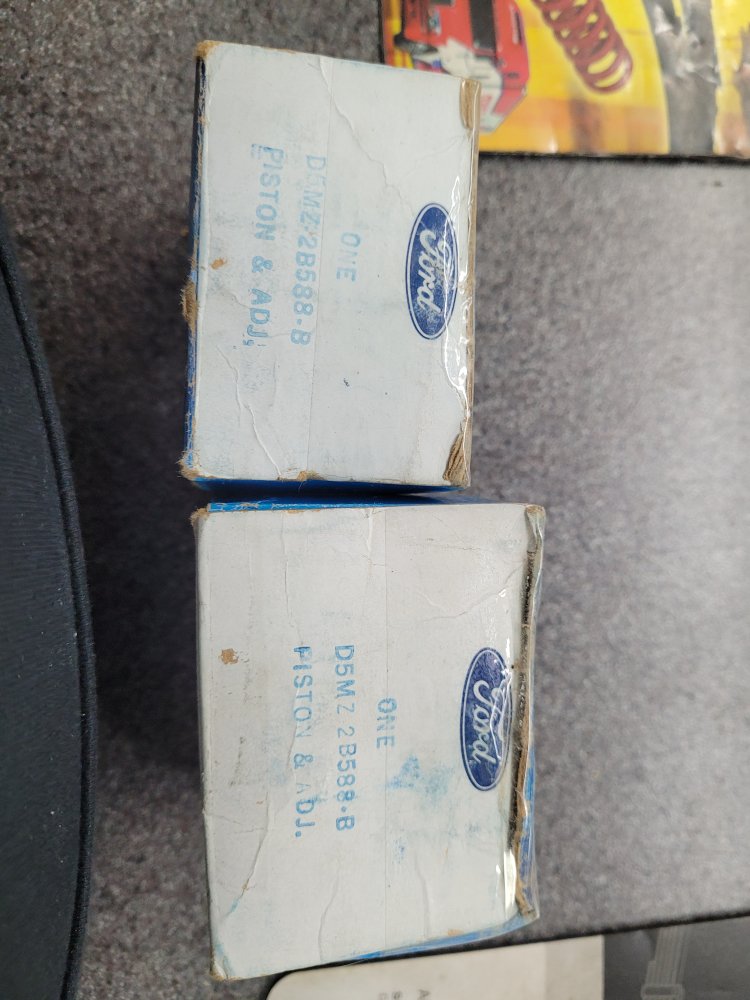 Ford
ONE
D5MZ-2B588-B
PISTON & ADJ.
Ford
ONE
D5MZ 2B588-B
PISTON & ADJ.